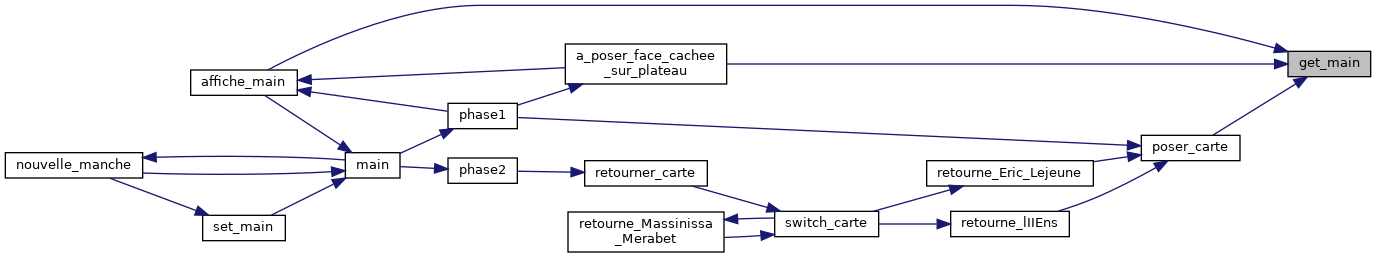 a_poser_face_cachee
_sur_plateau
get_main
affiche_main
phase1
poser_carte
nouvelle_manche
main
phase2
retourner_carte
retourne_Eric_Lejeune
set_main
retourne_Massinissa
_Merabet
switch_carte
retourne_lIIEns